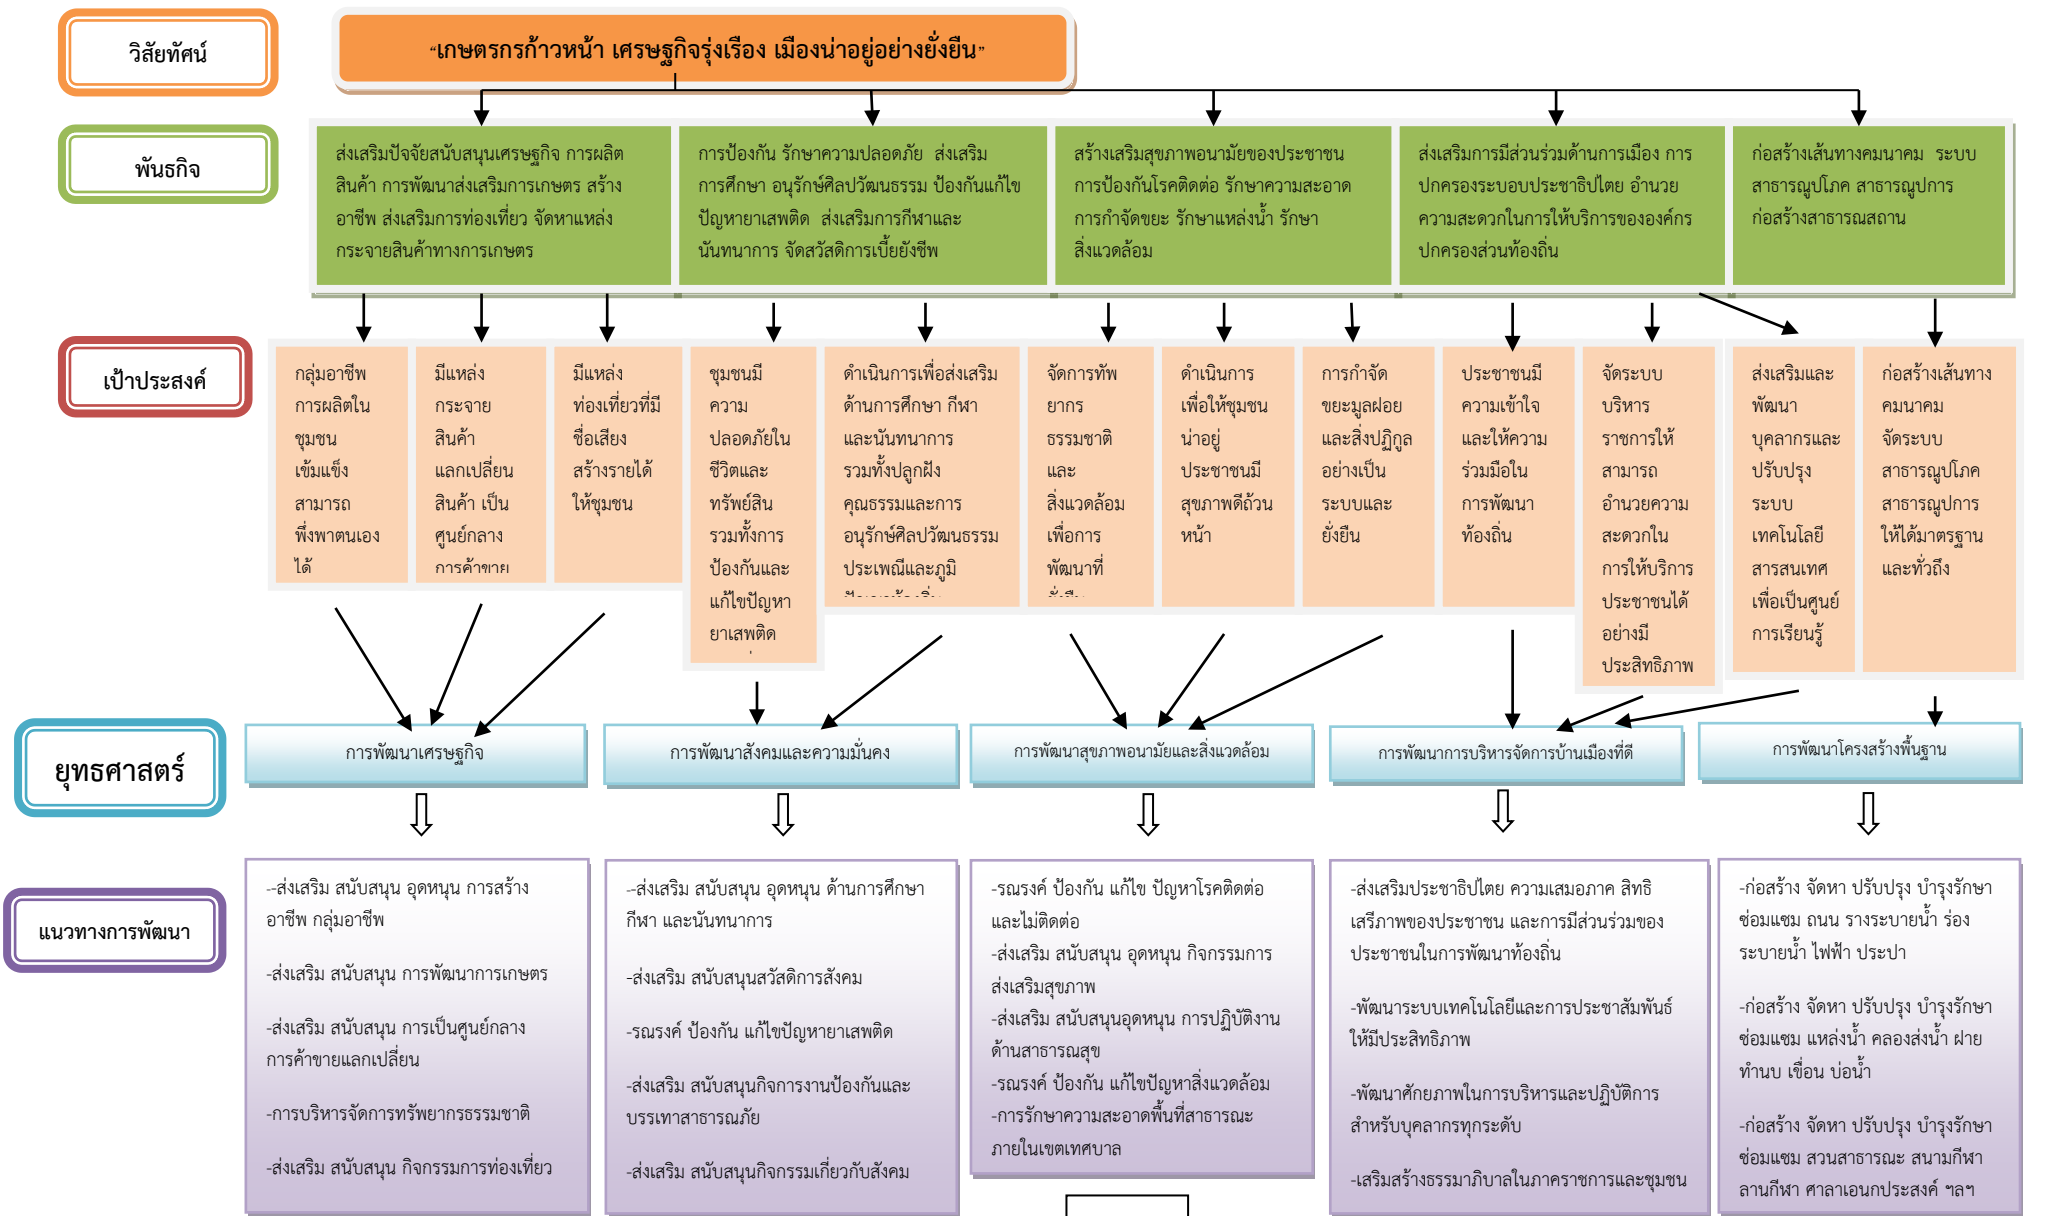 วิสัยทัศน์
“เกษตรกรก้าวหน้า เศรษฐกิจรุ่งเรือง เมืองน่าอยู่อย่างยั่งยืน”
พันธกิจ
ส่งเสริมปัจจัยสนับสนุนเศรษฐกิจ การผลิต
สินค้า การพัฒนาส่งเสริมการเกษตร สร้าง
อาชีพ ส่งเสริมการท่องเที่ยว จัดหาแหล่ง
กระจายสินค้าทางการเกษตร
การป้องกัน รักษาความปลอดภัย ส่งเสริม
การศึกษา อนุรักษ์ศิลปวัฒนธรรม ป้องกันแก้ไข
ปัญหายาเสพติด ส่งเสริมการกีฬาและ
นันทนาการ จัดสวัสดิการเบี้ยยังชีพ
สร้างเสริมสุขภาพอนามัยของประชาชน
การป้องกันโรคติดต่อ รักษาความสะอาด
การกำจัดขยะ รักษาแหล่งน้ำ รักษา
สิ่งแวดล้อม
ส่งเสริมการมีส่วนร่วมด้านการเมือง การ
ปกครองระบอบประชาธิปไตย อำนวย
ความสะดวกในการให้บริการขององค์กร
ปกครองส่วนท้องถิ่น
ก่อสร้างเส้นทางคมนาคม ระบบ
สาธารณูปโภค สาธารณูปการ
ก่อสร้างสาธารณสถาน
เป้าประสงค์
กลุ่มอาชีพ
การผลิตใน
ชุมชน
เข้มแข็ง
สามารถ
พึ่งพาตนเอง
ได้
มีแหล่ง
กระจาย
สินค้า
แลกเปลี่ยน
สินค้า เป็น
ศูนย์กลาง
การค้าขาย
มีแหล่ง
ท่องเที่ยวที่มี
ชื่อเสียง
สร้างรายได้
ให้ชุมชน
ชุมชนมี
ความ
ปลอดภัยใน
ชีวิตและ
ทรัพย์สิน
รวมทั้งการ
ป้องกันและ
แก้ไขปัญหา
ยาเสพติด
ดำเนินการเพื่อส่งเสริม
ด้านการศึกษา กีฬา
และนันทนาการ
รวมทั้งปลูกฝัง
คุณธรรมและการ
อนุรักษ์ศิลปวัฒนธรรม
ประเพณีและภูมิ
จัดการทัพ
ยากร
ธรรมชาติ
และ
สิ่งแวดล้อม
เพื่อการ
พัฒนาที่
ดำเนินการ
เพื่อให้ชุมชน
น่าอยู่
ประชาชนมี
สุขภาพดีถ้วน
หน้า
การกำจัด
ขยะมูลฝอย
และสิ่งปฏิกูล
อย่างเป็น
ระบบและ
ยั่งยืน
ประชาชนมี
ความเข้าใจ
และให้ความ
ร่วมมือใน
การพัฒนา
ท้องถิ่น
จัดระบบ
บริหาร
ราชการให้
สามารถ
อำนวยความ
สะดวกใน
การให้บริการ
ประชาชนได้
อย่างมี
ประสิทธิภาพ
ส่งเสริมและ
พัฒนา
บุคลากรและ
ปรับปรุง
ระบบ
เทคโนโลยี
สารสนเทศ
เพื่อเป็นศูนย์
การเรียนรู้
ก่อสร้างเส้นทาง
คมนาคม
จัดระบบ
สาธารณูปโภค
สาธารณูปการ
ให้ได้มาตรฐาน
และทั่วถึง
ยุทธศาสตร์
การพัฒนาเศรษฐกิจ
การพัฒนาสังคมและความมั่นคง
การพัฒนาสุขภาพอนามัยและสิ่งแวดล้อม
การพัฒนาการบริหารจัดการบ้านเมืองที่ดี
การพัฒนาโครงสร้างพื้นฐาน
แนวทางการพัฒนา
--ส่งเสริม สนับสนุน อุดหนุน การสร้าง
อาชีพ กลุ่มอาชีพ
-ส่งเสริม สนับสนุน การพัฒนาการเกษตร
-ส่งเสริม สนับสนุน การเป็นศูนย์กลาง
การค้าขายแลกเปลี่ยน
-การบริหารจัดการทรัพยากรธรรมชาติ
-ส่งเสริม สนับสนุน กิจกรรมการท่องเที่ยว
--ส่งเสริม สนับสนุน อุดหนุน ด้านการศึกษา
กีฬา และนันทนาการ
-ส่งเสริม สนับสนุนสวัสดิการสังคม
-รณรงค์ ป้องกัน แก้ไขปัญหายาเสพติด
-ส่งเสริม สนับสนุนกิจการงานป้องกันและ
บรรเทาสาธารณภัย
-ส่งเสริม สนับสนุนกิจกรรมเกี่ยวกับสังคม
-รณรงค์ ป้องกัน แก้ไข ปัญหาโรคติดต่อ
และไม่ติดต่อ
-ส่งเสริม สนับสนุน อุดหนุน กิจกรรมการ
ส่งเสริมสุขภาพ
-ส่งเสริม สนับสนุนอุดหนุน การปฏิบัติงาน
ด้านสาธารณสุข
-รณรงค์ ป้องกัน แก้ไขปัญหาสิ่งแวดล้อม
-การรักษาความสะอาดพื้นที่สาธารณะ
ภายในเขตเทศบาล
-ส่งเสริมประชาธิปไตย ความเสมอภาค สิทธิ
เสรีภาพของประชาชน และการมีส่วนร่วมของ
ประชาชนในการพัฒนาท้องถิ่น
-พัฒนาระบบเทคโนโลยีและการประชาสัมพันธ์
ให้มีประสิทธิภาพ
-พัฒนาศักยภาพในการบริหารและปฏิบัติการ
สำหรับบุคลากรทุกระดับ
-เสริมสร้างธรรมาภิบาลในภาคราชการและชุมชน
-ก่อสร้าง จัดหา ปรับปรุง บำรุงรักษา
ซ่อมแซม ถนน รางระบายน้ำ ร่อง
ระบายน้ำ ไฟฟ้า ประปา
-ก่อสร้าง จัดหา ปรับปรุง บำรุงรักษา
ซ่อมแซม แหล่งน้ำ คลองส่งน้ำ ฝาย
ทำนบ เขื่อน บ่อน้ำ
-ก่อสร้าง จัดหา ปรับปรุง บำรุงรักษา
ซ่อมแซม สวนสาธารณะ สนามกีฬา
ลานกีฬา ศาลาเอนกประสงค์ ฯลฯ